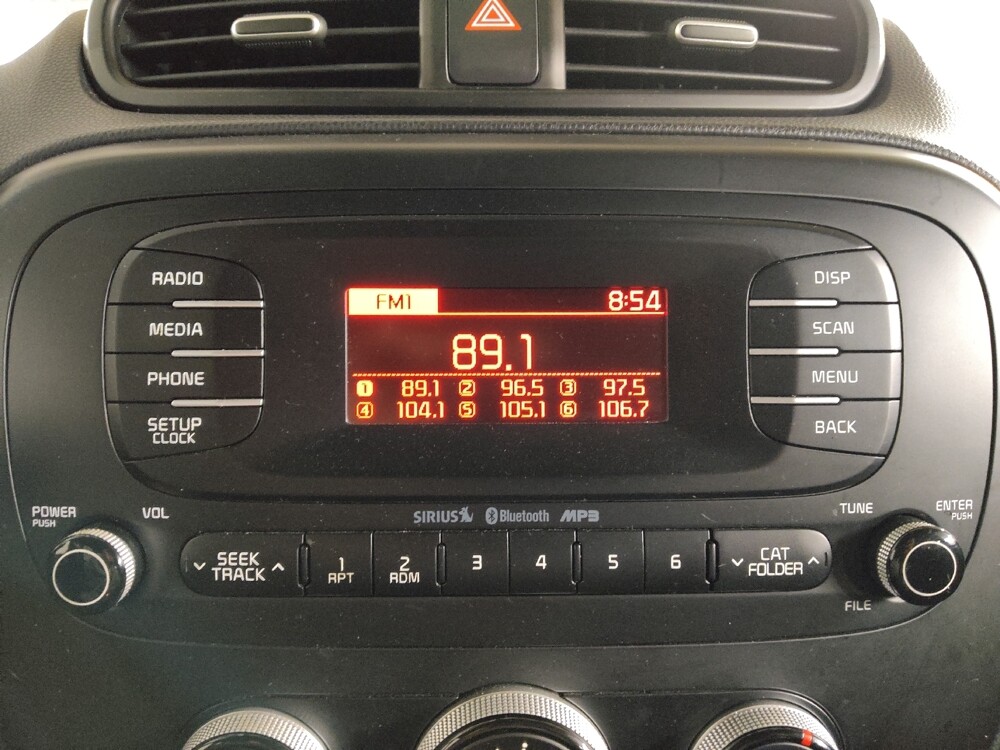 RADIO
MEDIA
PHONE
SETUP
CLOCK
FM1 8:54
89.1
1 89.1 2 96.5 3 97.5
4 104.1 5 105.1 6 106.7
DISP
SCAN
MENU
BACK
POWER
PUSH
VOL
SIRIUS Bluetooth MP3
TUNE
ENTER
PUSH
SEEK
TRACK
1
RPT
2
RDM
3
4
5
6
CAT
FOLDER
FILE